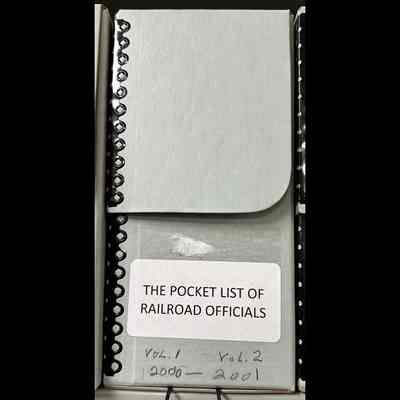 THE POCKET LIST OF
RAILROAD OFFICIALS
VOL. 1 VOL. 2
2000 — 2001